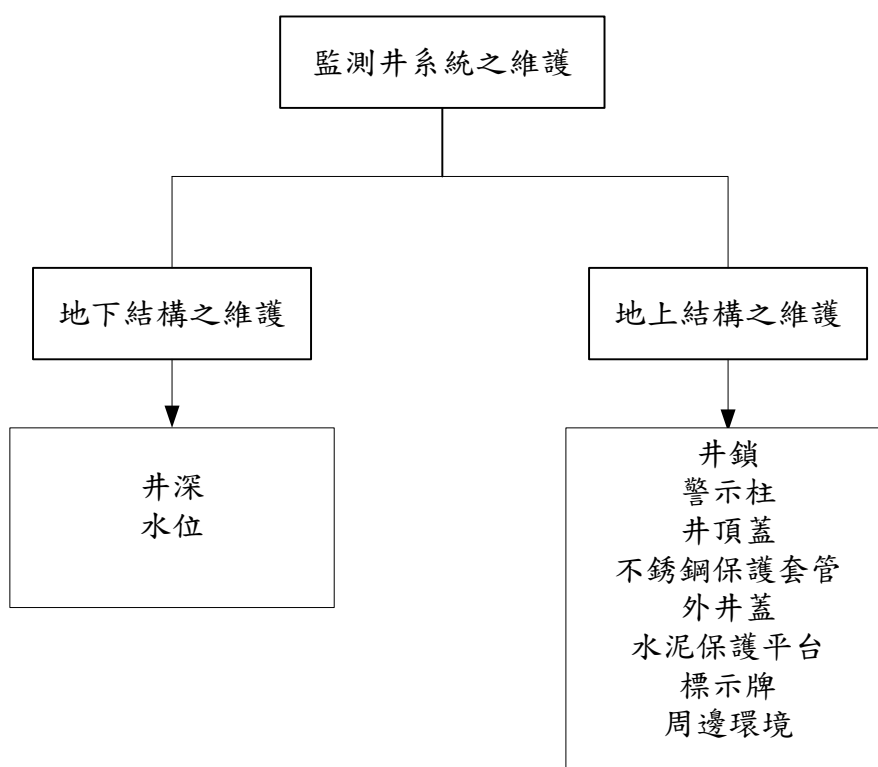 監測井系統之維護
地下結構之維護
地上結構之維護
井深
水位
井鎖
警示柱
井頂蓋
不銹鋼保護套管
外井蓋
水泥保護平台
標示牌
周邊環境